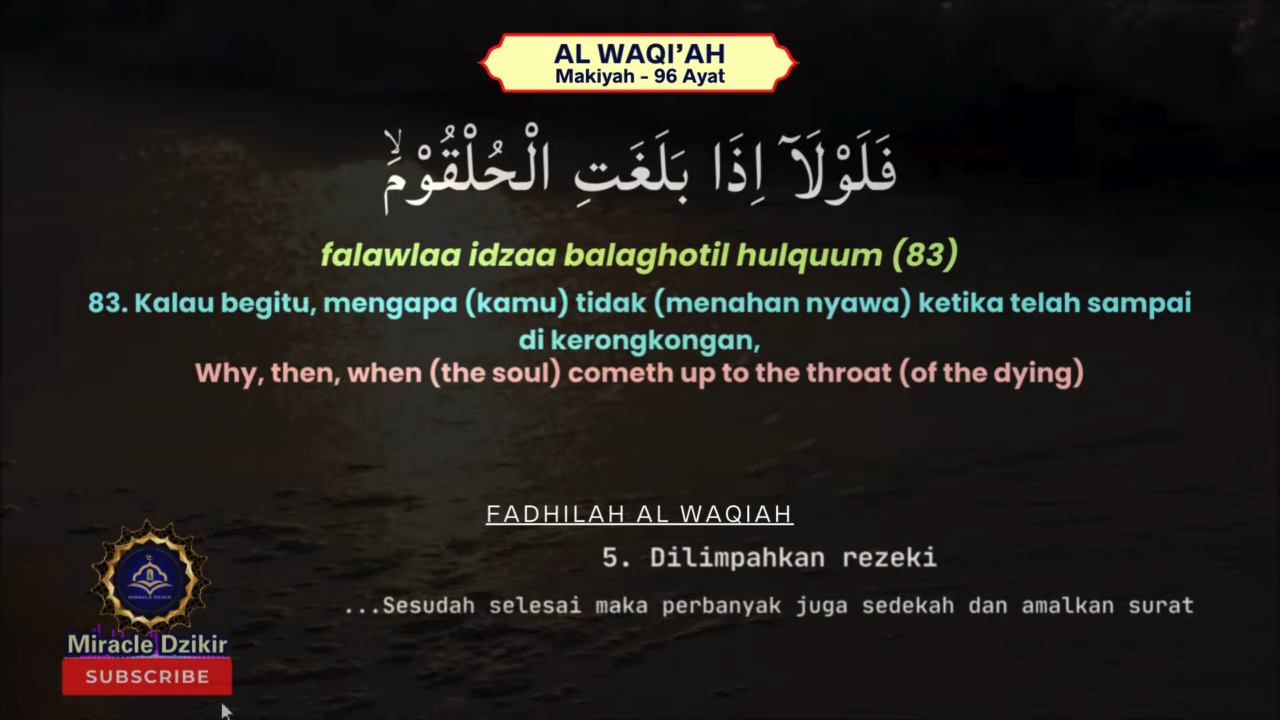 AL WAQI’AH
Makiyah - 96 Ayat
فَلَوْلَآ اِذَا بَلَغَتِ الْحُلْقُوْمَۙ
falawlaa idzaa balaghotil hulquum (83)
83. Kalau begitu, mengapa (kamu) tidak (menahan nyawa) ketika telah sampai
di kerongkongan,
Why, then, when (the soul) cometh up to the throat (of the dying)
FADHILAH AL WAQIAH
5. Dilimpahkan rezeki
...Sesudah selesai maka perbanyak juga sedekah dan amalkan surat
MIRACLE DZIKIR
Miracle Dzikir
SUBSCRIBE